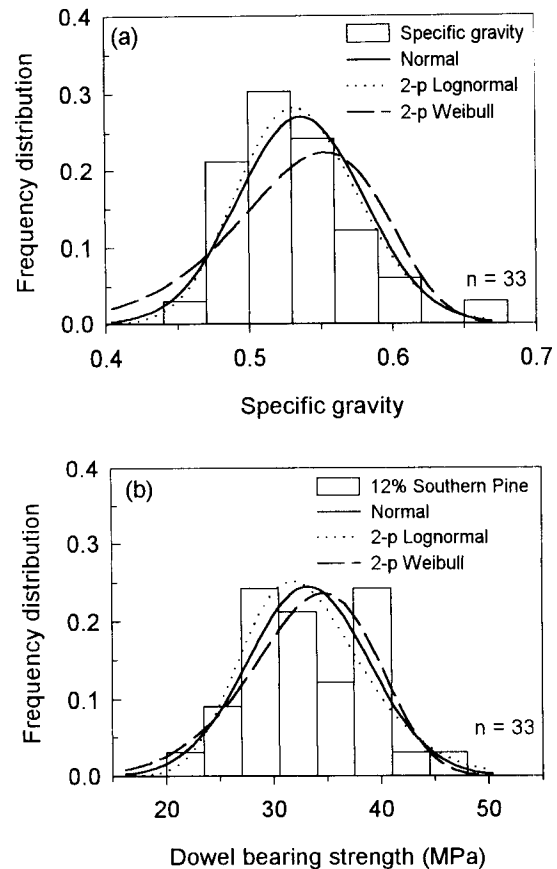 (a)
Specific gravity
Normal
2-p Lognormal
2-p Weibull
Frequency distribution
0.4
0.3
0.2
0.1
0.0
n = 33
0.4 0.5 0.6 0.7
Specific gravity
(b)
12% Southern Pine
Normal
2-p Lognormal
2-p Weibull
Frequency distribution
0.4
0.3
0.2
0.1
0.0
n = 33
20 30 40 50
Dowel bearing strength (MPa)